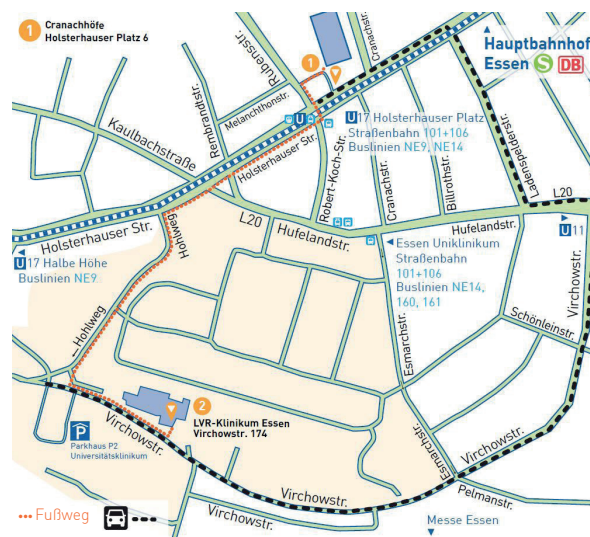 1
Cranachhöfe
Holsterhauser Platz 6
Rubensstr.
Cranachstr.
Hauptbahnhof
Essen S DB
1
Rembrandtstr.
Melanchthonstr.
Kaulbachstraße
U
U17 Holsterhauser Platz
Straßenbahn 101+106
Buslinien NE9, NE14
Holsterhauser Str.
Robert-Koch-Str.
Cranachstr.
Billrothstr.
Ladenspelderstr.
L20
L20
Hufelandstr.
Hufelandstr.
Hohlweg
Holsterhauser Str.
U17 Halbe Höhe
Buslinien NE9
U11
Essen Uniklinikum
Straßenbahn
101+106
Buslinien NE14,
160, 161
Virchowstr.
Schönleinstr.
Hohlweg
Esmarchstr.
2
LVR-Klinikum Essen
Virchowstr. 174
Virchowstr.
P
Parkhaus P2
Universitätsklinikum
Esmarchstr.
Virchowstr.
Virchowstr.
Pelmanstr.
Fußweg
Virchowstr.
Messe Essen